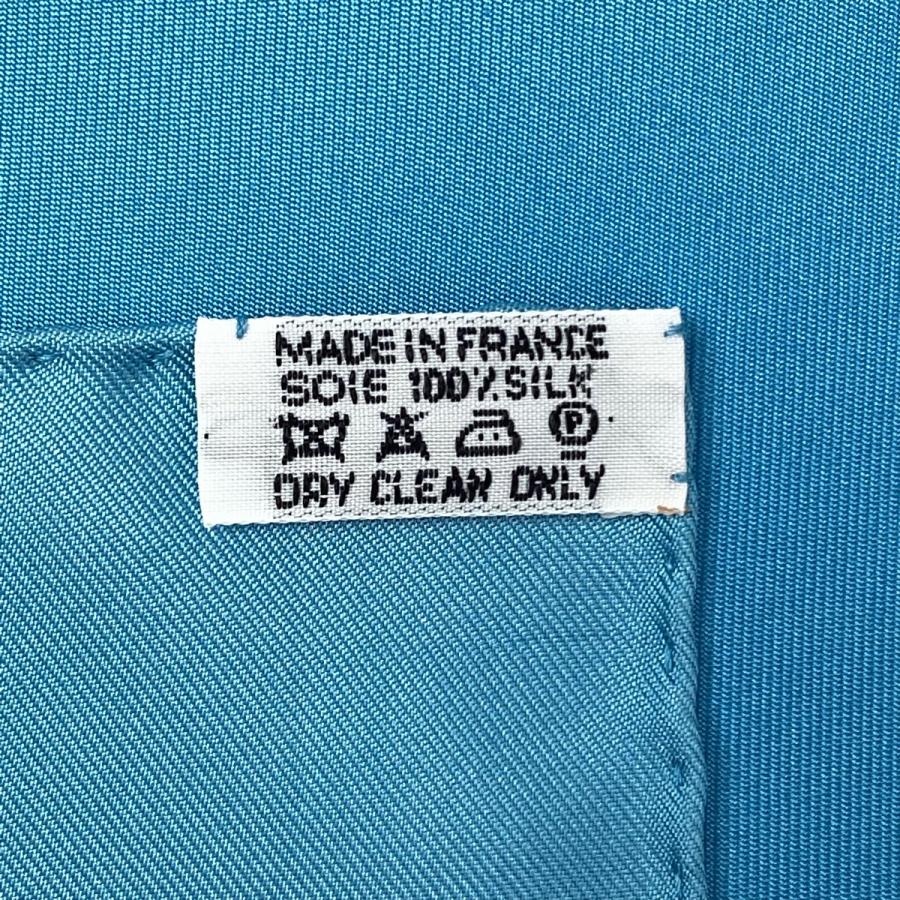 MADE IN FRANCE
SOIE 100% SILK
P
DRY CLEAN ONLY